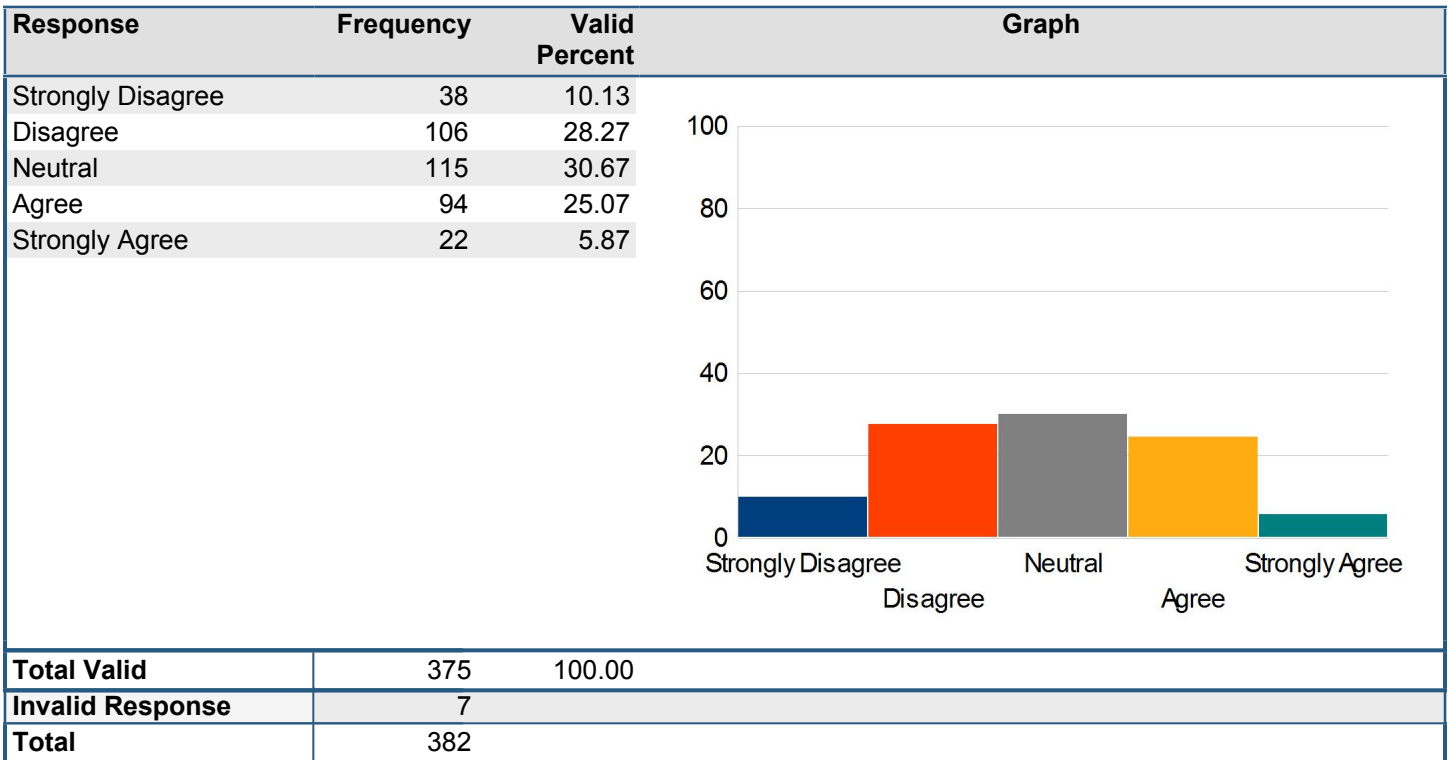 Response Frequency Valid Percent Graph
Strongly Disagree 38 10.13
Disagree 106 28.27
Neutral 115 30.67
Agree 94 25.07
Strongly Agree 22 5.87
100
80
60
40
20
0
Strongly Disagree Neutral Strongly Agree
Disagree Agree
Total Valid 375 100.00
Invalid Response 7
Total 382